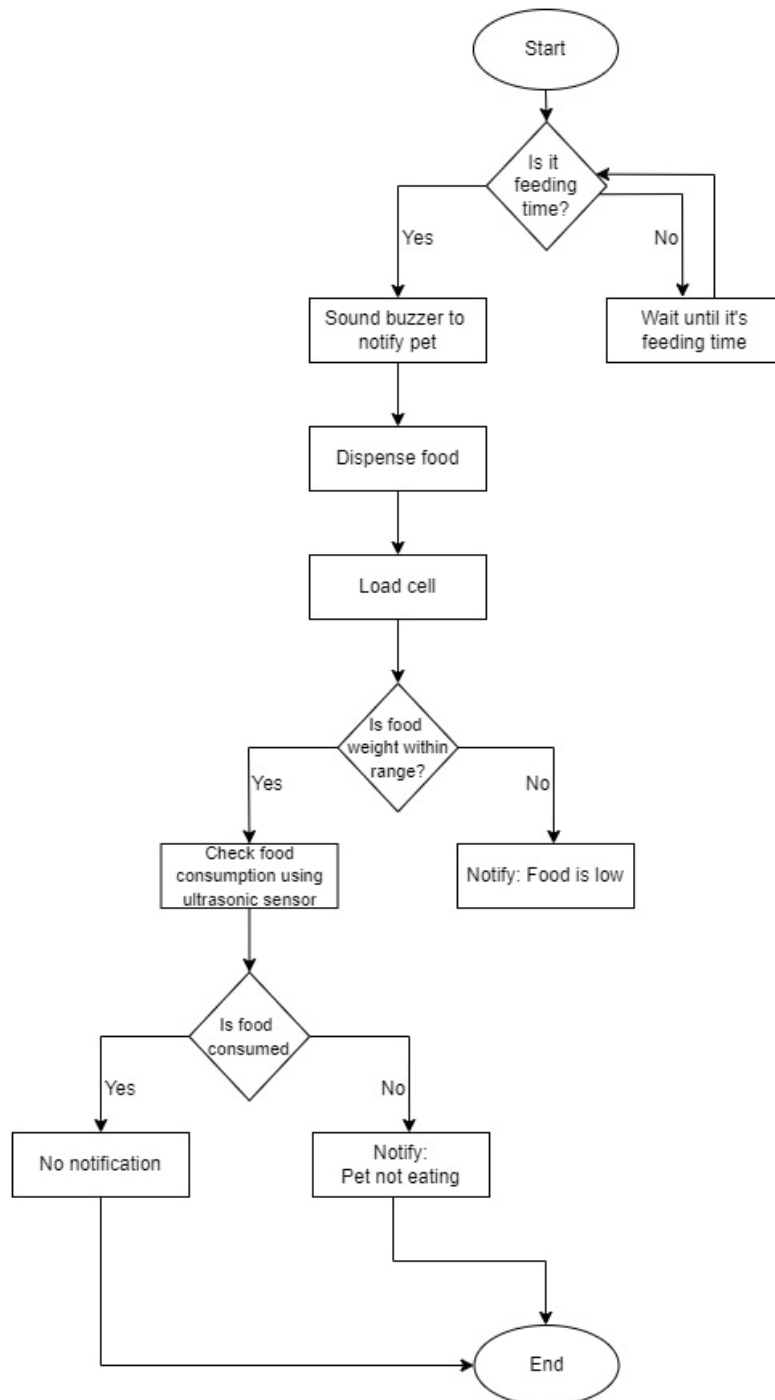 Start
Is it
feeding
time?
Yes
No
Sound buzzer to
notify pet
Wait until it's
feeding time
Dispense food
Load cell
Is food
weight within
range?
Yes
No
Check food
consumption using
ultrasonic sensor
Notify: Food is low
Is food
consumed
Yes
No
No notification
Notify:
Pet not eating
End